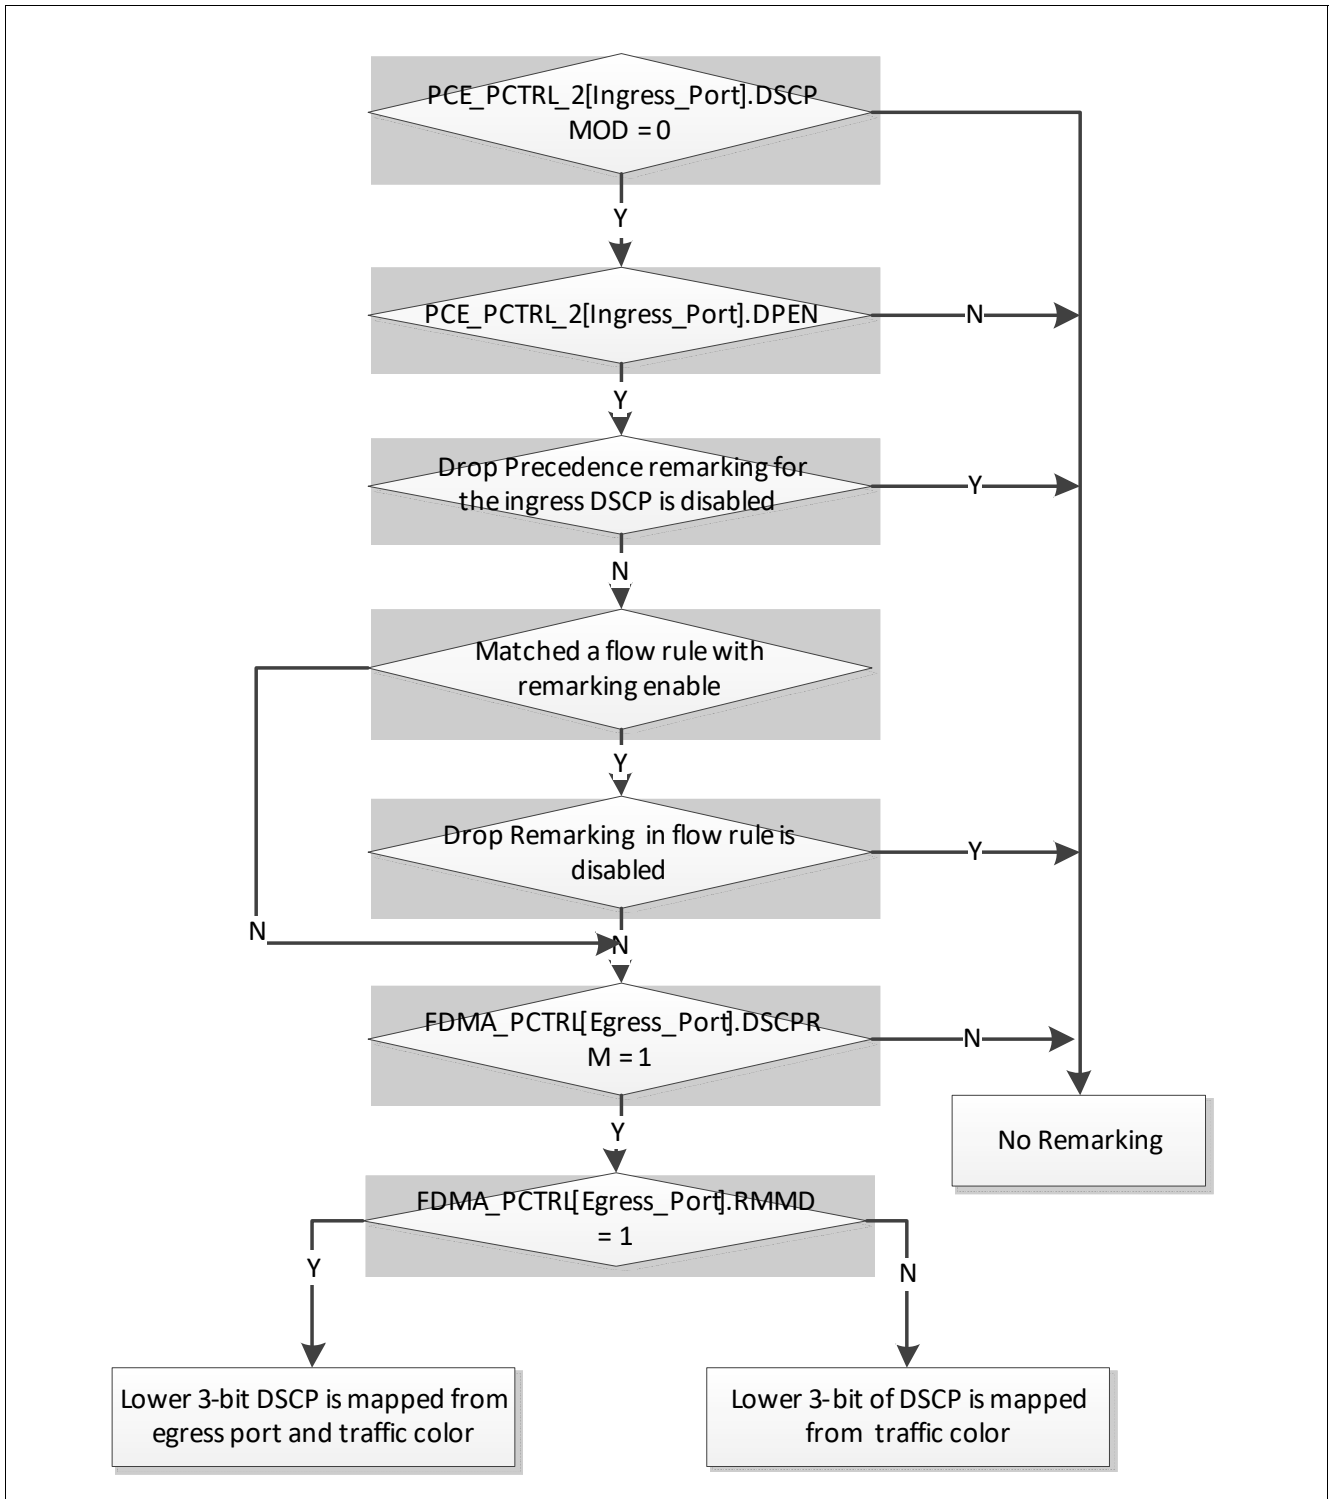 PCE_PCTRL_2[Ingress_Port].DSCP
MOD = 0
Y
PCE_PCTRL_2[Ingress_Port].DPEN
N
Y
Drop Precedence remarking for
the ingress DSCP is disabled
Y
N
Matched a flow rule with
remarking enable
Y
Drop Remarking in flow rule is
disabled
Y
N
N
FDMA_PCTRL[Egress_Port].DSCPR
M = 1
N
Y
No Remarking
FDMA_PCTRL[Egress_Port].RMMD
= 1
Y
N
Lower 3-bit DSCP is mapped from
egress port and traffic color
Lower 3-bit of DSCP is mapped
from traffic color